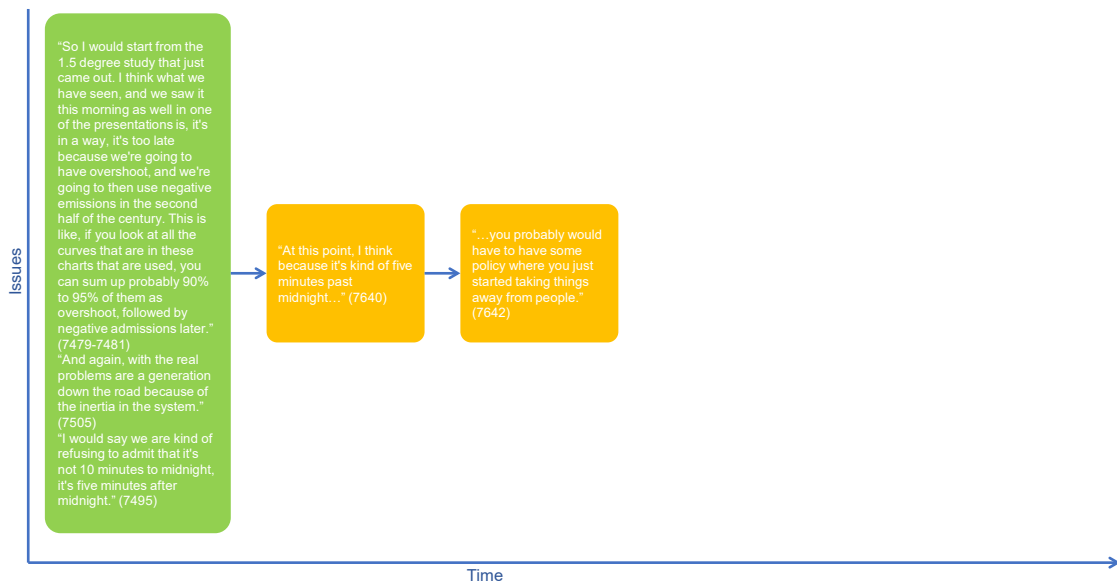 “So I would start from the
1.5 degree study that just
came out. I think what we
have seen, and we saw it
this morning as well in one
of the presentations is, it's
in a way, it's too late
because we're going to
have overshoot, and we're
going to then use negative
emissions in the second
half of the century. This is
like, if you look at all the
curves that are in these
charts that are used, you
can sum up probably 90%
to 95% of them as
overshoot, followed by
negative admissions later.”
(7479-7481)
“And again, with the real
problems are a generation
down the road because of
the inertia in the system.”
(7505)
“I would say we are kind of
refusing to admit that it's
not 10 minutes to midnight,
it's five minutes after
midnight.” (7495)
“At this point, I think
because it's kind of five
minutes past
midnight…” (7640)
“…you probably would
have to have some
policy where you just
started taking things
away from people.”
(7642)
Issues
Time